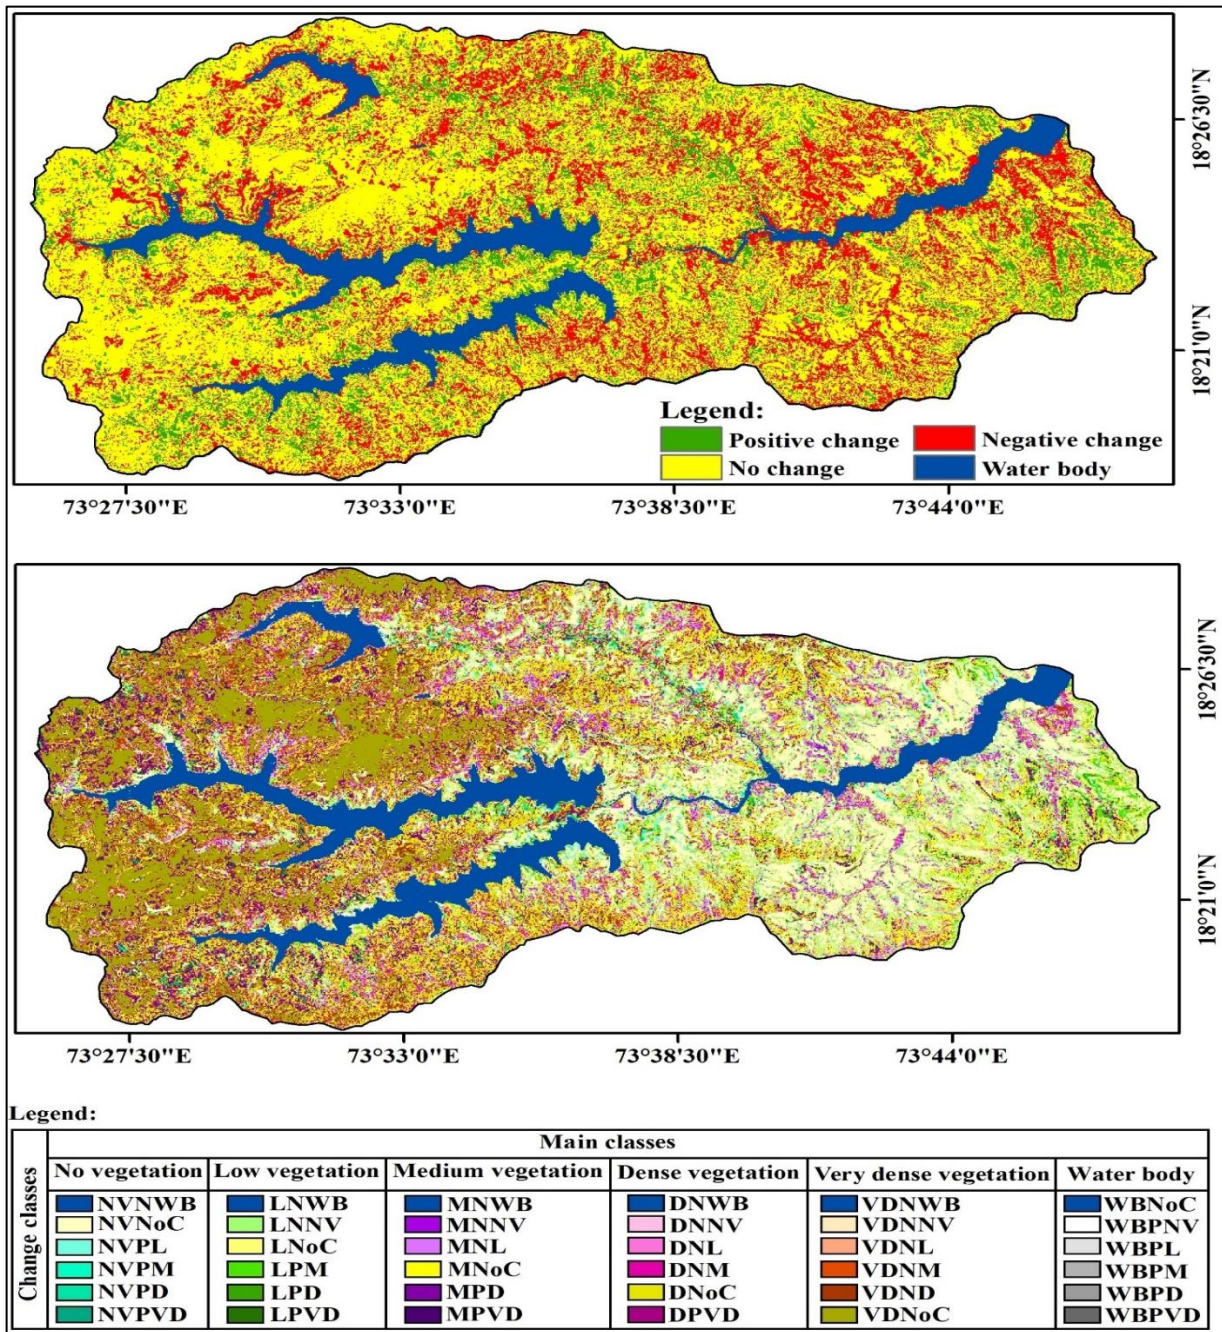 18°26'30"N
18°21'0"N
Legend:
Positive change Negative change
No change Water body
73°27'30"E 73°33'0"E 73°38'30"E 73°44'0"E
18°26'30"N
18°21'0"N
73°27'30"E 73°33'0"E 73°38'30"E 73°44'0"E
Legend:
Change classes
Main classes
No vegetation Low vegetation Medium vegetation Dense vegetation Very dense vegetation Water body
NVNWB LNWB MNWB DNWB VDNWB WBNoC
NVNoC LNNV MNNV DNNV VDNNV WBPNV
NVPL LNoC MNL DNL VDNL WBPL
NVPM LPM MNoC DNM VDNM WBPM
NVPD LPD MPD DNoC VDND WBPD
NVPVD LPVD MPVD DPVD VDNoC WBPVD